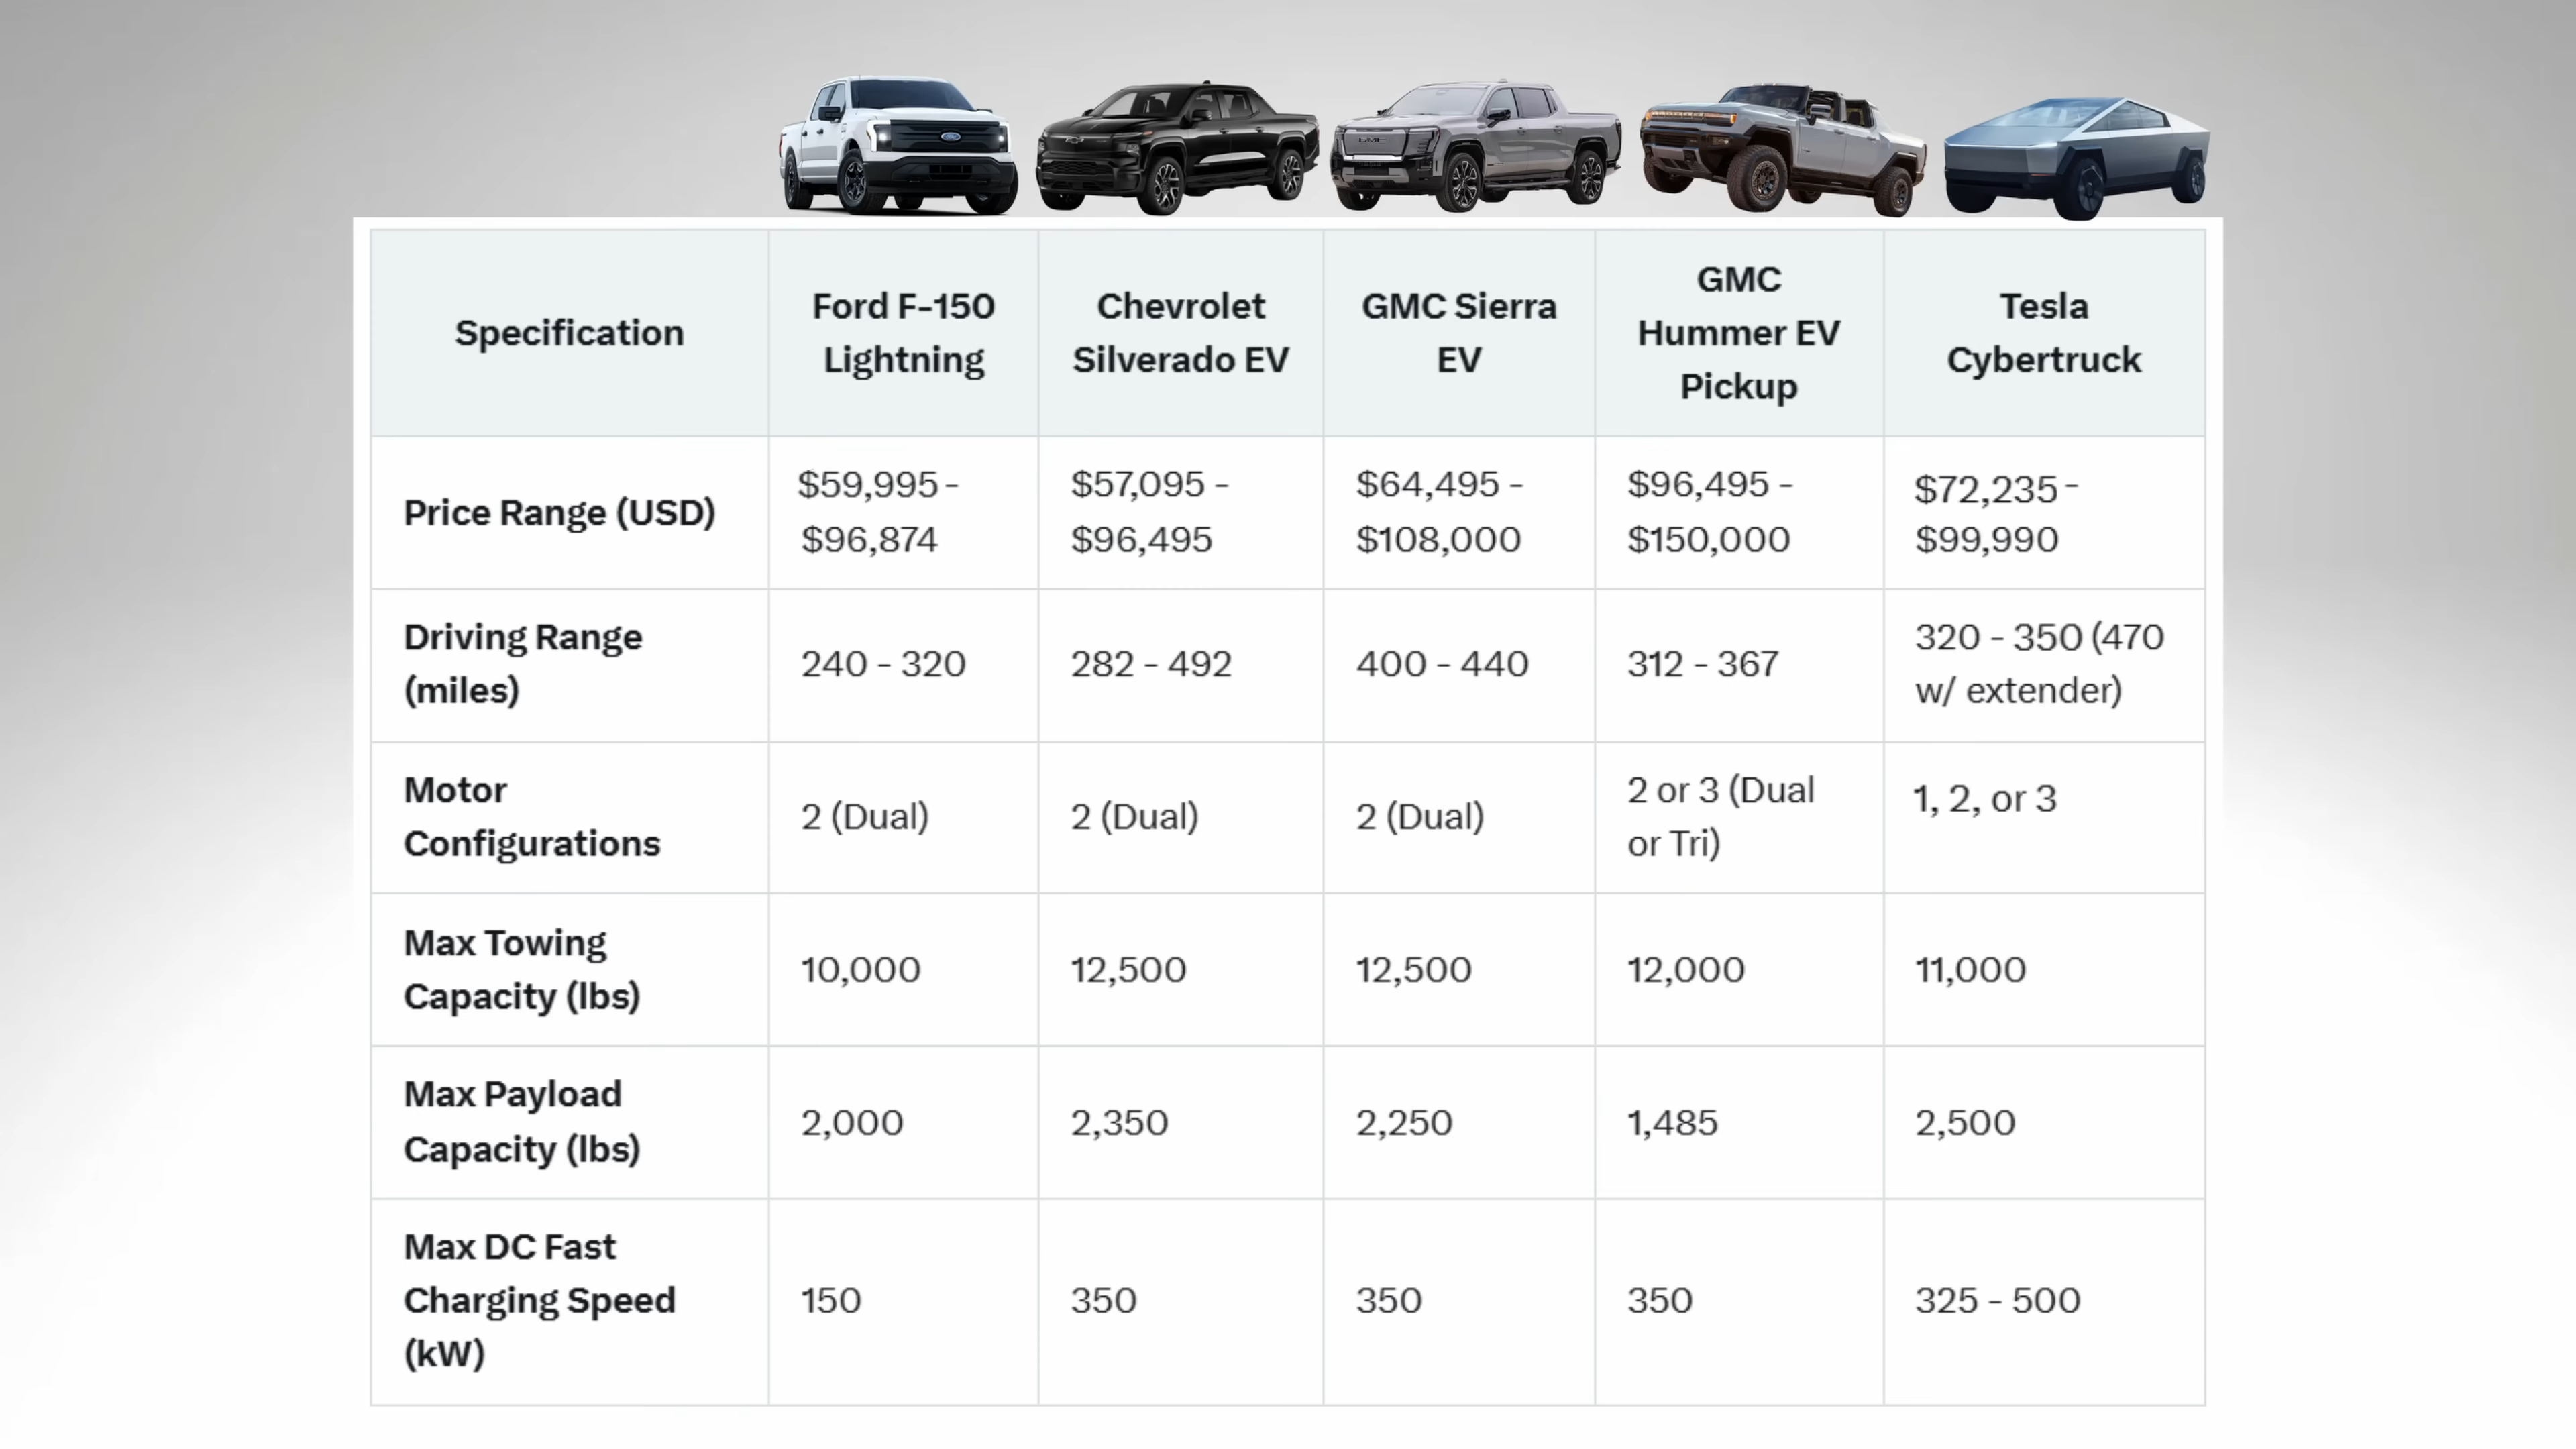 Specification
Ford F-150
Lightning
Chevrolet
Silverado EV
GMC Sierra
EV
GMC
Hummer EV
Pickup
Tesla
Cybertruck
Price Range (USD)
$59,995 -
$96,874
$57,095 -
$96,495
$64,495 -
$108,000
$96,495 -
$150,000
$72,235 -
$99,990
Driving Range
(miles)
240 - 320
282 - 492
400 - 440
312 - 367
320 - 350 (470
w/ extender)
Motor
Configurations
2 (Dual)
2 (Dual)
2 (Dual)
2 or 3 (Dual
or Tri)
1, 2, or 3
Max Towing
Capacity (lbs)
10,000
12,500
12,500
12,000
11,000
Max Payload
Capacity (lbs)
2,000
2,350
2,250
1,485
2,500
Max DC Fast
Charging Speed
(kW)
150
350
350
350
325 - 500